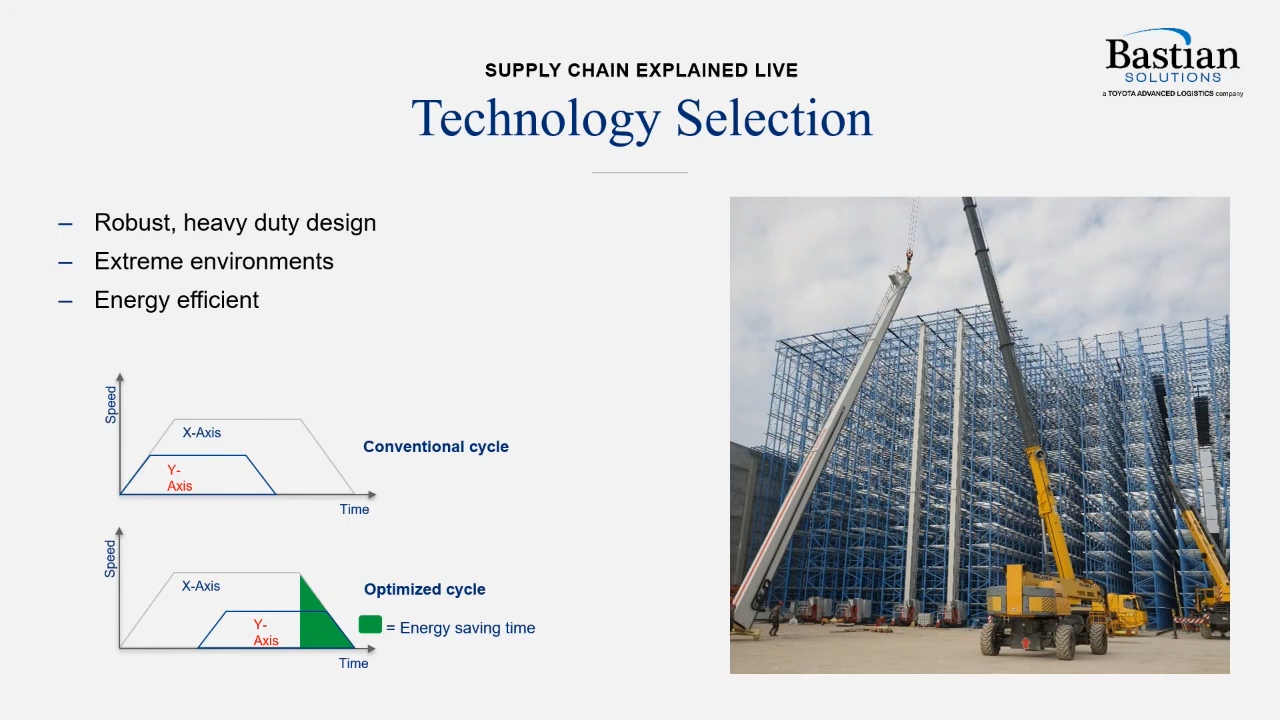 Bastian
SOLUTIONS
a TOYOTA ADVANCED LOGISTICS company
SUPPLY CHAIN EXPLAINED LIVE
Technology Selection
– Robust, heavy duty design
– Extreme environments
– Energy efficient
Speed
X-Axis
Y-
Axis
Time
Conventional cycle
Speed
X-Axis
Y-
Axis
Time
Optimized cycle
= Energy saving time